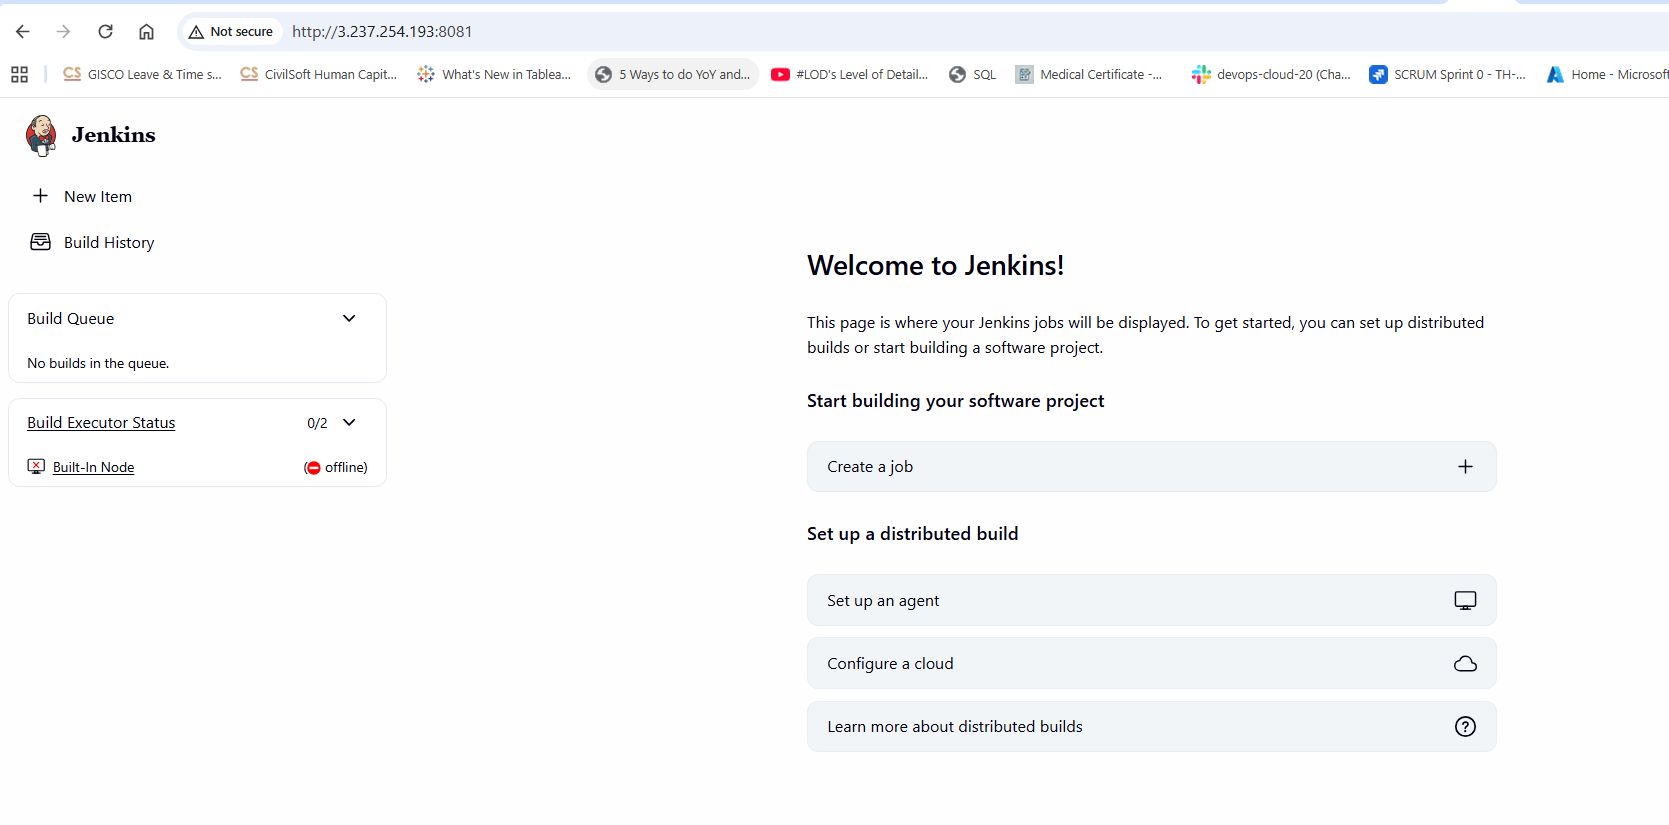 Not secure
http://3.237.254.193:8081
CS GISCO Leave & Time s...
CS CivilSoft Human Capit...
What's New in Tablea...
5 Ways to do YoY and...
#LOD's Level of Detail...
SQL
Medical Certificate -...
devops-cloud-20 (Cha...
SCRUM Sprint 0 - TH-...
Home - Microsoft
Jenkins
New Item
Build History
Build Queue
No builds in the queue.
Build Executor Status 0/2
Built-In Node (offline)
Welcome to Jenkins!
This page is where your Jenkins jobs will be displayed. To get started, you can set up distributed
builds or start building a software project.
Start building your software project
Create a job
Set up a distributed build
Set up an agent
Configure a cloud
Learn more about distributed builds